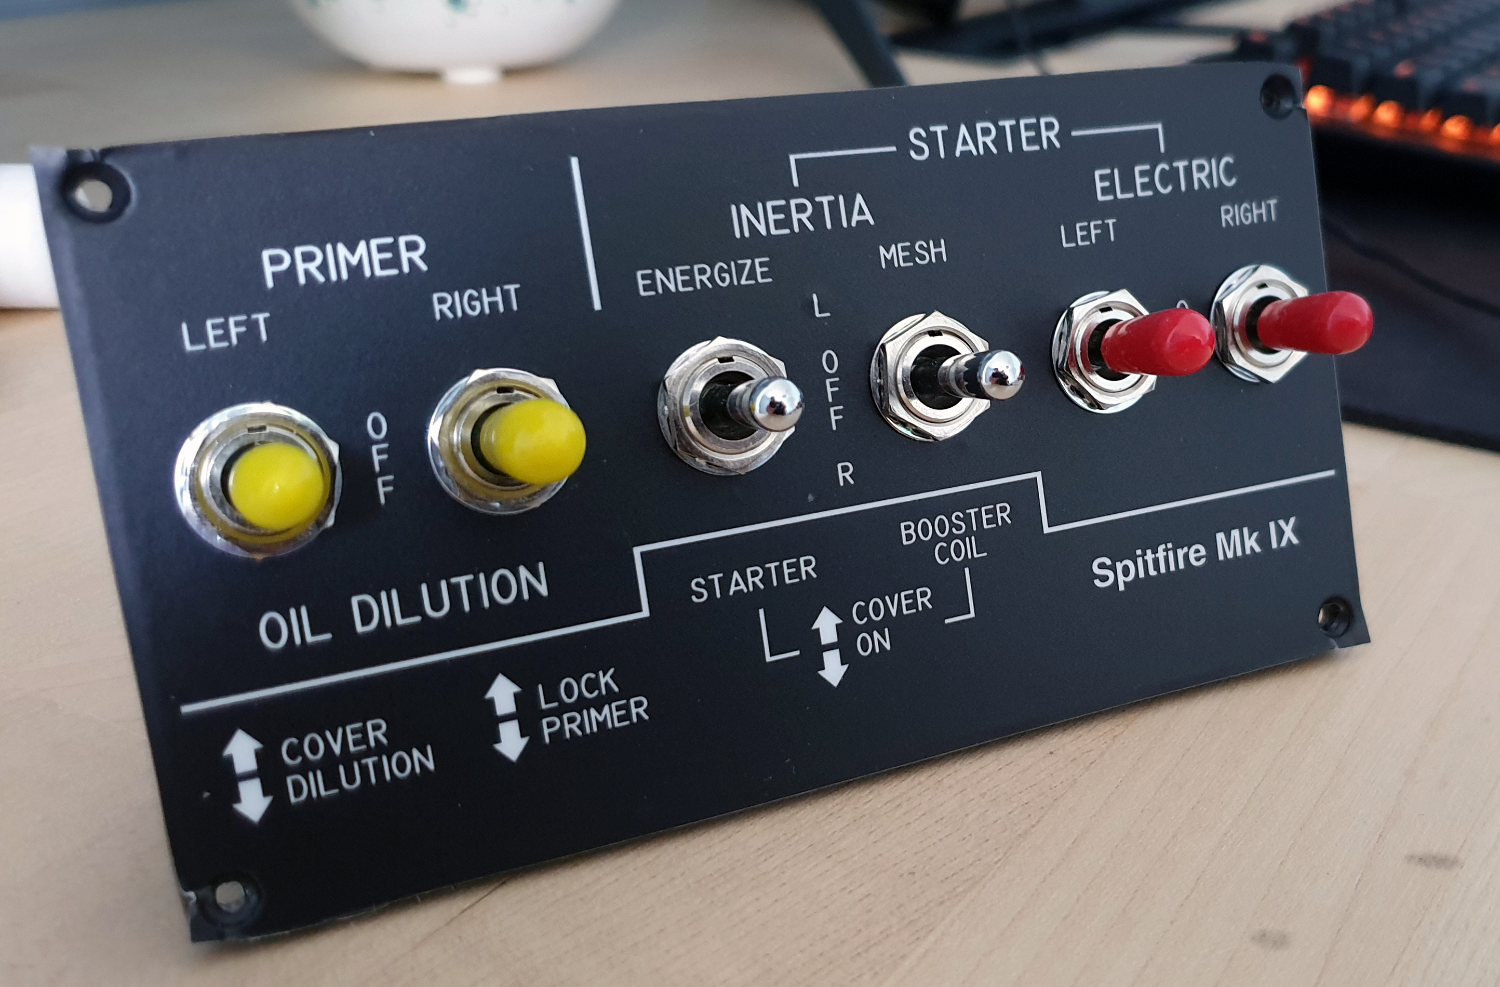 STARTER
INERTIA
ELECTRIC
PRIMER
ENERGIZE
MESH
LEFT
RIGHT
LEFT
RIGHT
L
OFF
R
OFF
OIL DILUTION
STARTER
BOOSTER
COIL
COVER
ON
Spitfire Mk IX
COVER
DILUTION
LOCK
PRIMER